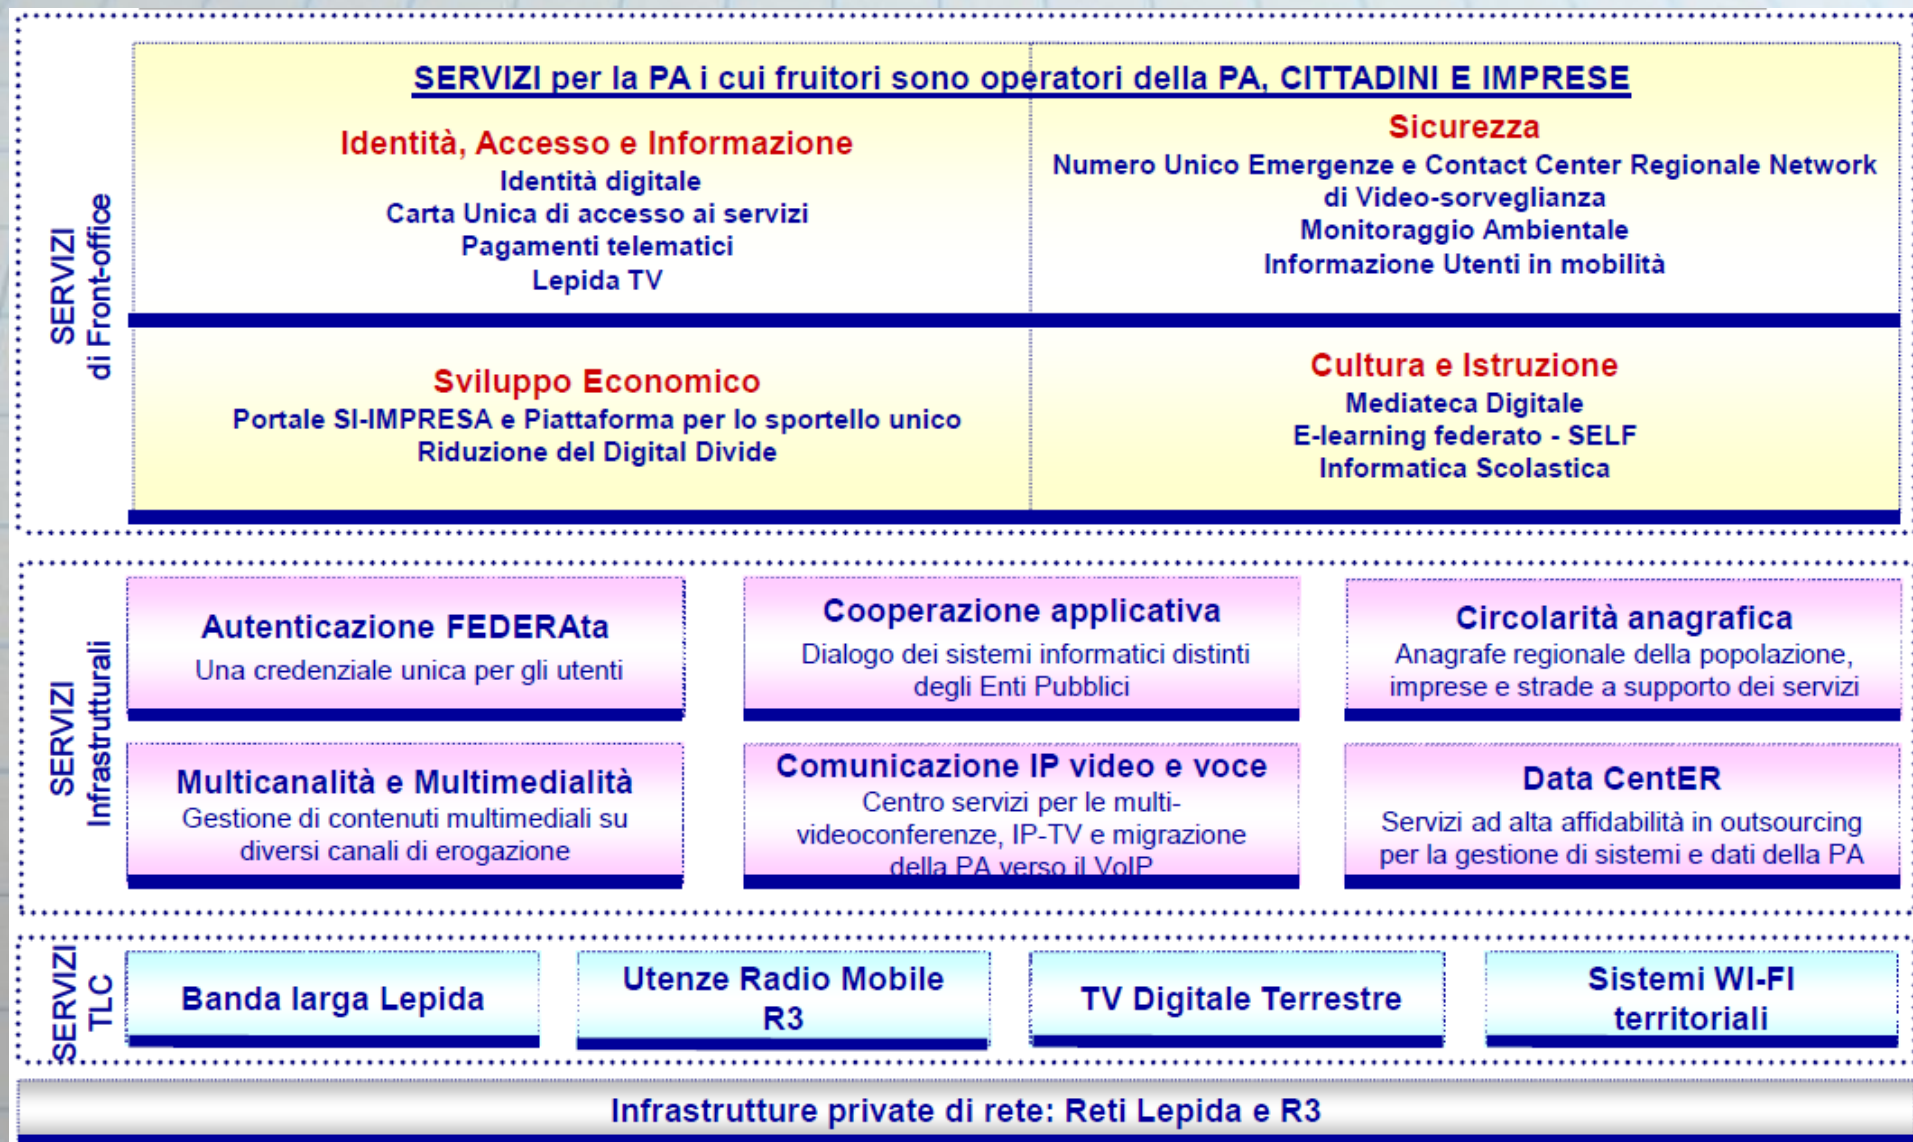 SERVIZI
di Front-office
SERVIZI per la PA i cui fruitori sono operatori della PA, CITTADINI E IMPRESE
Identità, Accesso e Informazione
Identità digitale
Carta Unica di accesso ai servizi
Pagamenti telematici
Lepida TV
Sicurezza
Numero Unico Emergenze e Contact Center Regionale Network
di Video-sorveglianza
Monitoraggio Ambientale
Informazione Utenti in mobilità
Sviluppo Economico
Portale SI-IMPRESA e Piattaforma per lo sportello unico
Riduzione del Digital Divide
Cultura e Istruzione
Mediateca Digitale
E-learning federato - SELF
Informatica Scolastica
SERVIZI
Infrastrutturali
Autenticazione FEDERAta
Una credenziale unica per gli utenti
Cooperazione applicativa
Dialogo dei sistemi informatici distinti
degli Enti Pubblici
Circolarità anagrafica
Anagrafe regionale della popolazione,
imprese e strade a supporto dei servizi
Multicanalità e Multimedialità
Gestione di contenuti multimediali su
diversi canali di erogazione
Comunicazione IP video e voce
Centro servizi per le multi-
videoconferenze, IP-TV e migrazione
della PA verso il VoIP
Data CentER
Servizi ad alta affidabilità in outsourcing
per la gestione di sistemi e dati della PA
SERVIZI
TLC
Banda larga Lepida
Utenze Radio Mobile
R3
TV Digitale Terrestre
Sistemi WI-FI
territoriali
Infrastrutture private di rete: Reti Lepida e R3